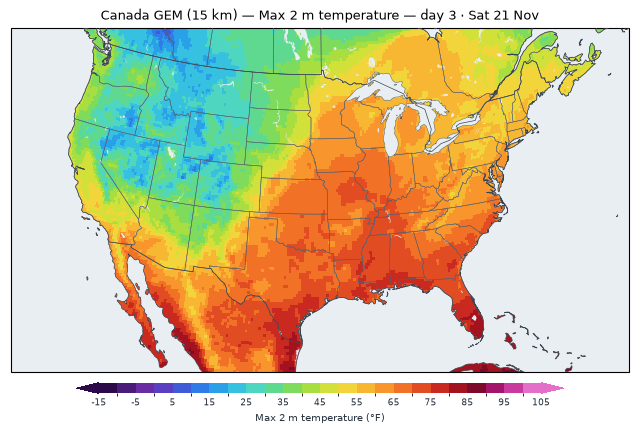 Canada GEM (15 km) — Max 2 m temperature — day 3 · Sat 21 Nov
-15 -5 5 15 25 35 45 55 65 75 85 95 105
Max 2 m temperature (°F)